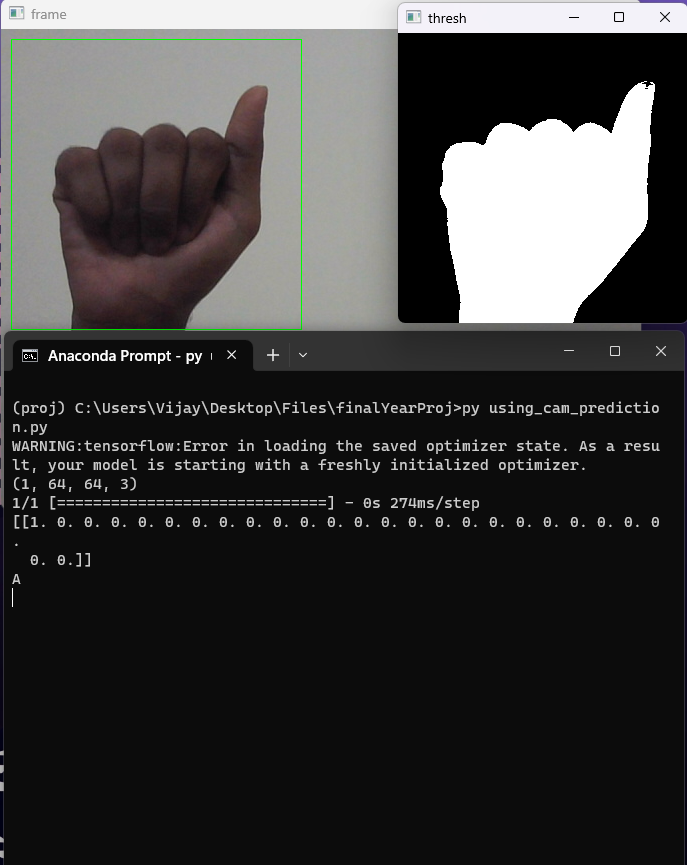 frame
thresh
Anaconda Prompt - py
(proj) C:\Users\Vijay\Desktop\Files\finalYearProj>py using_cam_predictio
n.py
WARNING:tensorflow:Error in loading the saved optimizer state. As a resu
lt, your model is starting with a freshly initialized optimizer.
(1, 64, 64, 3)
1/1 [==============================] - 0s 274ms/step
[[1. 0. 0. 0. 0. 0. 0. 0. 0. 0. 0. 0. 0. 0. 0. 0. 0. 0. 0. 0. 0. 0. 0. 0
.
  0. 0.]]
A